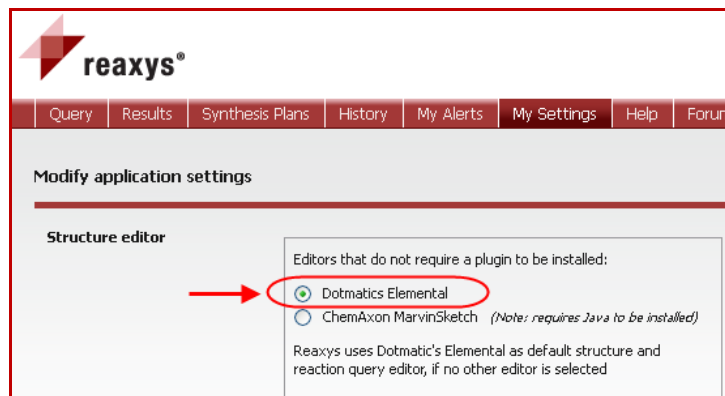 reaxys®
Query Results Synthesis Plans History My Alerts My Settings Help
Modify application settings
Structure editor
Editors that do not require a plugin to be installed:
Dotmatics Elemental
ChemAxon MarvinSketch (Note: requires Java to be installed)
Reaxys uses Dotmatic's Elemental as default structure and
reaction query editor, if no other editor is selected